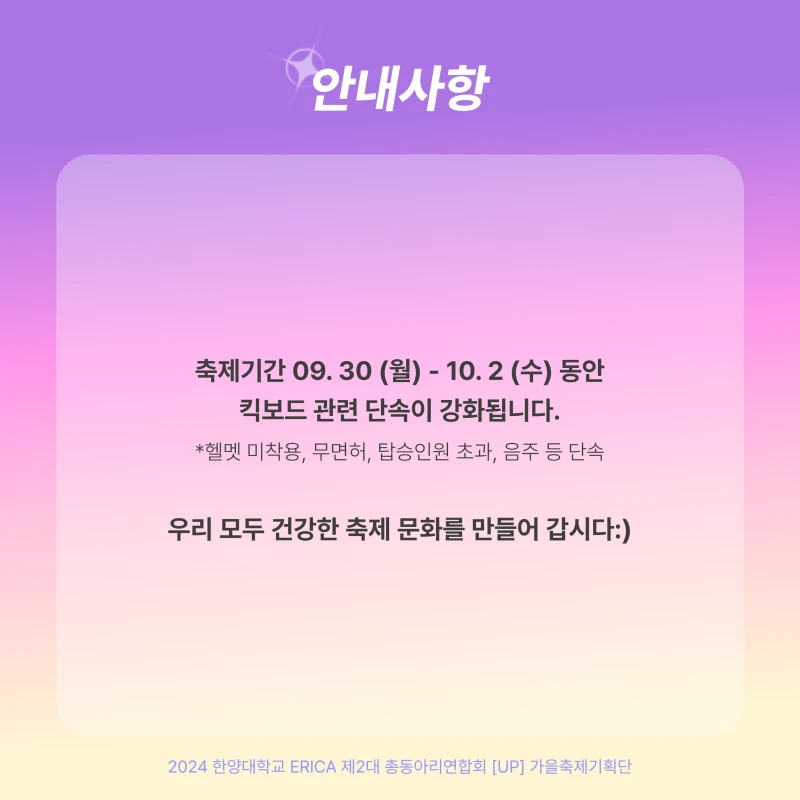 안내사항
축제기간 09. 30 (월) - 10. 2 (수) 동안
킥보드 관련 단속이 강화됩니다.
*헬멧 미착용, 무면허, 탑승인원 초과, 음주 등 단속
우리 모두 건강한 축제 문화를 만들어 갑시다:)
2024 한양대학교 ERICA 제2대 총동아리연합회 [UP] 가을축제기획단